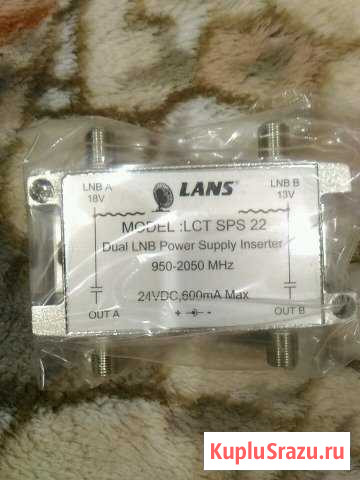 LNB A
18V
LANS
LNB B
13V
MODEL :LCT SPS 22
Dual LNB Power Supply Inserter
950-2050 MHz
24VDC,600mA Max
OUT A
+ -
OUT B
KupluSrazu.ru